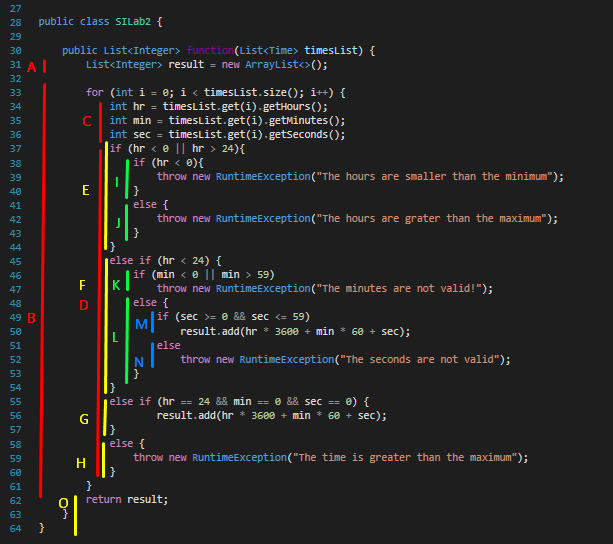 27
28 public class SILab2 {
29
30 public List<Integer> function(List<Time> timesList) {
31 A List<Integer> result = new ArrayList<>();
32
33 for (int i = 0; i < timesList.size(); i++) {
34 int hr = timesList.get(i).getHours();
35 C int min = timesList.get(i).getMinutes();
36 int sec = timesList.get(i).getSeconds();
37 if (hr < 0 || hr > 24){
38 if (hr < 0){
39 E I throw new RuntimeException("The hours are smaller than the minimum");
40 }
41 else {
42 J throw new RuntimeException("The hours are grater than the maximum");
43 }
44 }
45 else if (hr < 24) {
46 F K if (min < 0 || min > 59)
47 D throw new RuntimeException("The minutes are not valid!");
48 else {
49 B M if (sec >= 0 && sec <= 59)
50 L result.add(hr * 3600 + min * 60 + sec);
51 else
52 N throw new RuntimeException("The seconds are not valid");
53 }
54 }
55 else if (hr == 24 && min == 0 && sec == 0) {
56 G result.add(hr * 3600 + min * 60 + sec);
57 }
58 else {
59 H throw new RuntimeException("The time is greater than the maximum");
60 }
61 }
62 O return result;
63 }
64 }